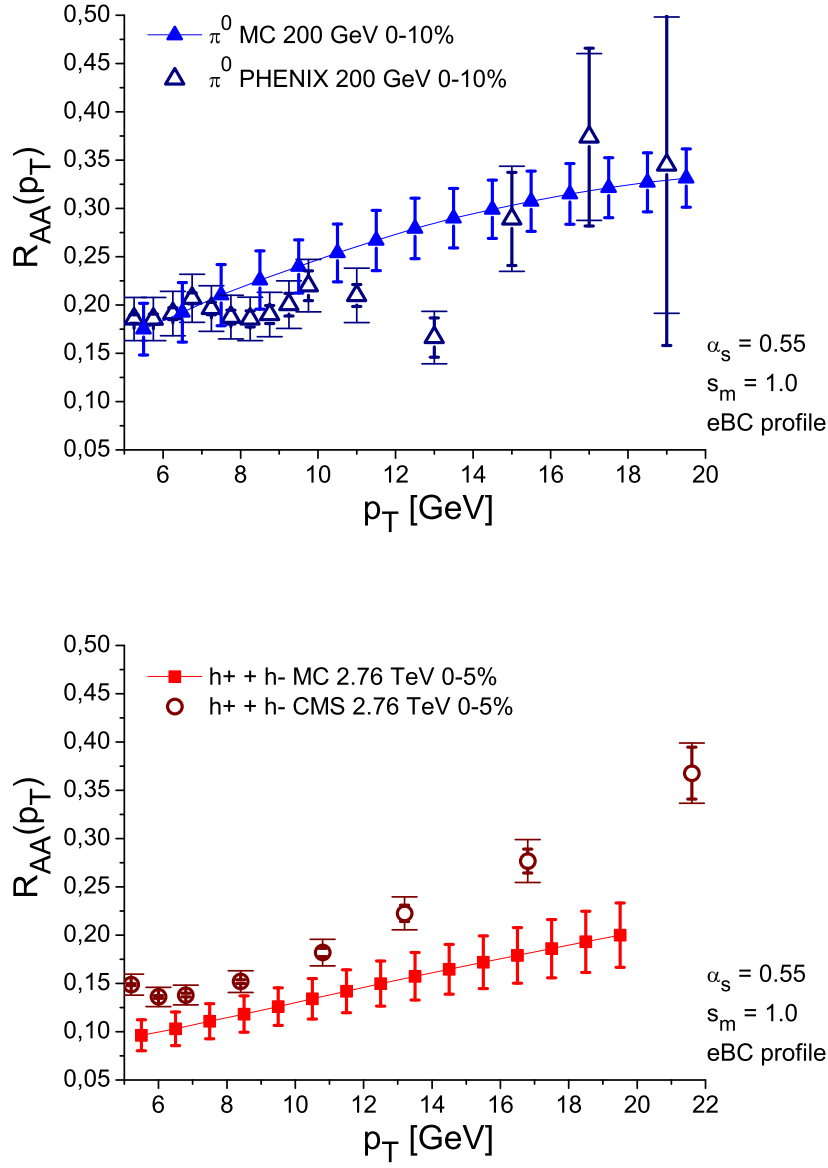 0,50
π⁰ MC 200 GeV 0-10%
0,45
π⁰ PHENIX 200 GeV 0-10%
0,40
0,35
0,30
R_AA(p_T)
0,25
0,20
0,15
α_s = 0.55
0,10
s_m = 1.0
0,05
eBC profile
6 8 10 12 14 16 18 20
p_T [GeV]
0,50
h+ + h- MC 2.76 TeV 0-5%
0,45
h+ + h- CMS 2.76 TeV 0-5%
0,40
0,35
0,30
R_AA(p_T)
0,25
0,20
0,15
α_s = 0.55
0,10
s_m = 1.0
0,05
eBC profile
6 8 10 12 14 16 18 20 22
p_T [GeV]